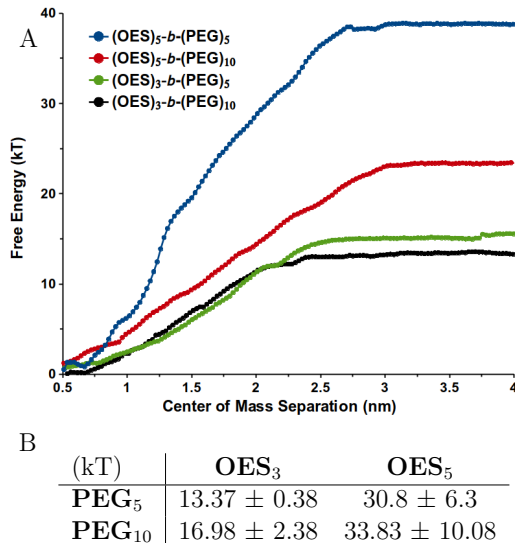 A
40
30
20
10
0
Free Energy (kT)
(OES)₅-b-(PEG)₅
(OES)₅-b-(PEG)₁₀
(OES)₃-b-(PEG)₅
(OES)₃-b-(PEG)₁₀
0.5 1 1.5 2 2.5 3 3.5 4
Center of Mass Separation (nm)
B
(kT) OES₃ OES₅
PEG₅ 13.37 ± 0.38 30.8 ± 6.3
PEG₁₀ 16.98 ± 2.38 33.83 ± 10.08